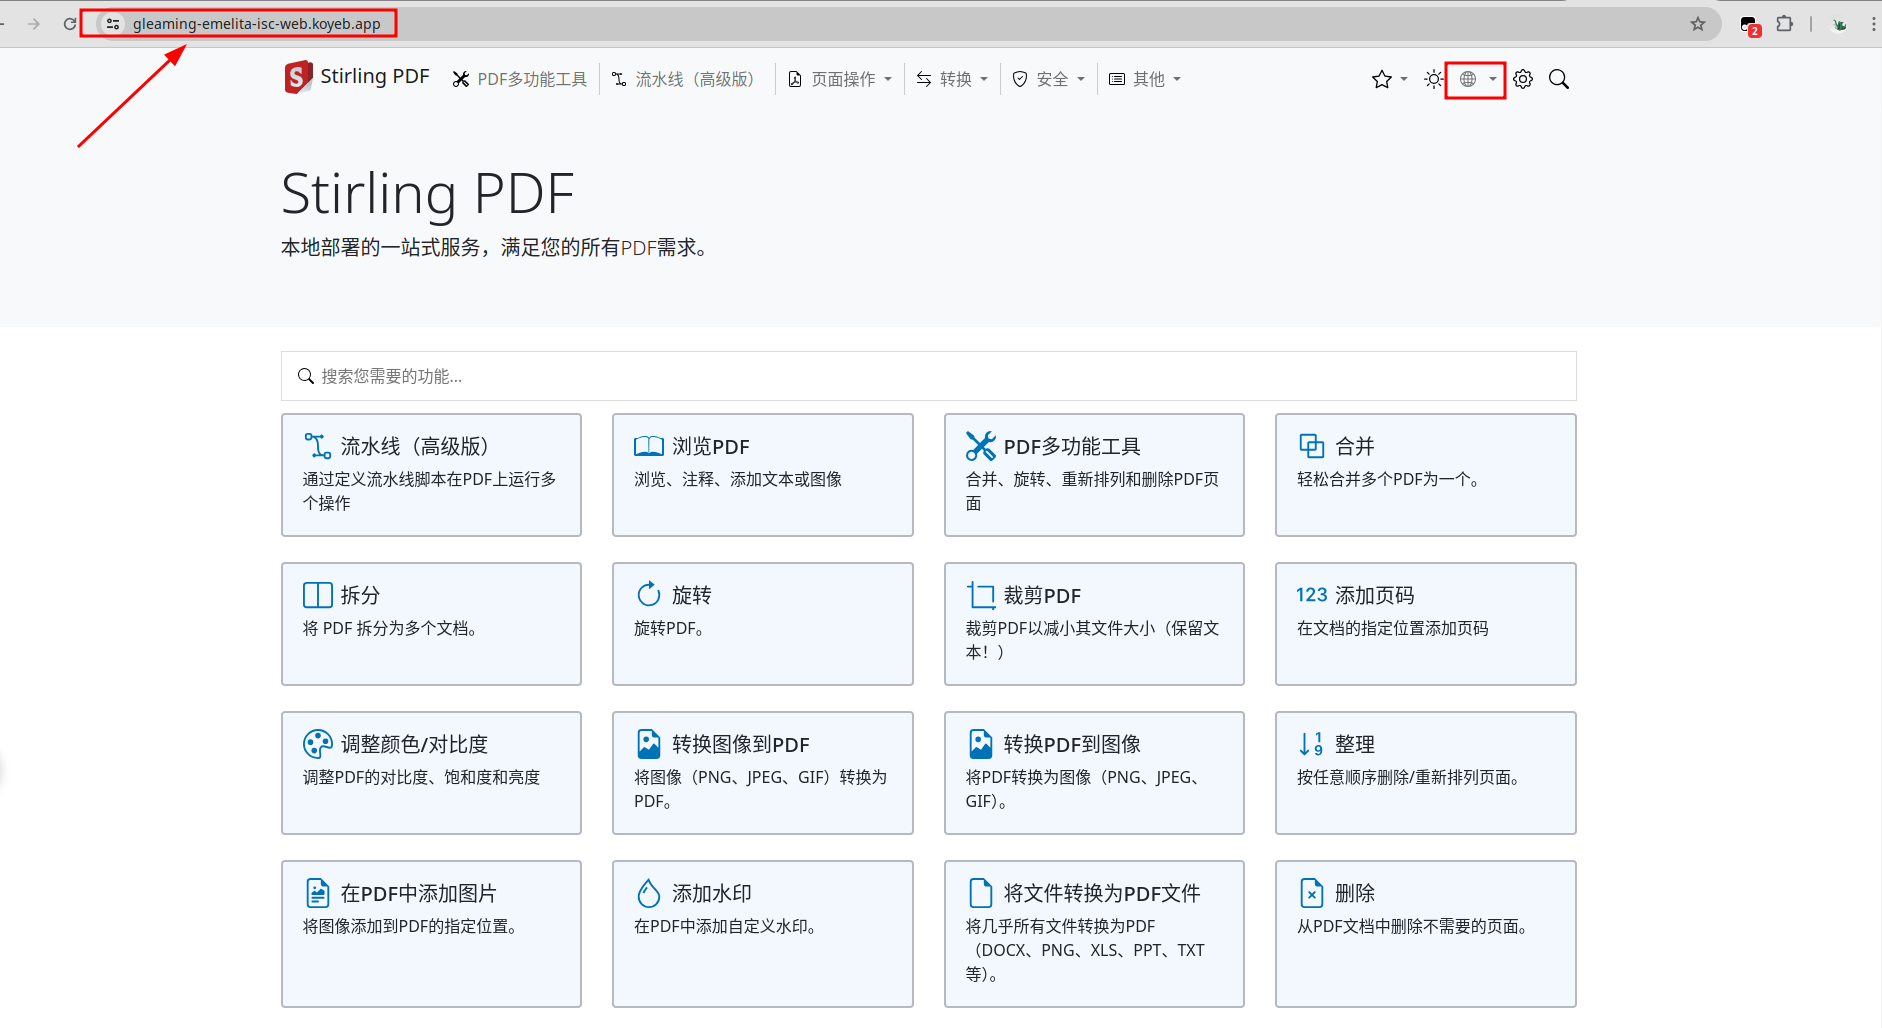 gleaming-emelita-isc-web.koyeb.app
2
Stirling PDF PDF多功能工具 流水线（高级版） 页面操作 转换 安全 其他
Stirling PDF
本地部署的一站式服务，满足您的所有PDF需求。
搜索您需要的功能...
流水线（高级版）
通过定义流水线脚本在PDF上运行多
个操作
浏览PDF
浏览、注释、添加文本或图像
PDF多功能工具
合并、旋转、重新排列和删除PDF页
面
合并
轻松合并多个PDF为一个。
拆分
将 PDF 拆分为多个文档。
旋转
旋转PDF。
裁剪PDF
裁剪PDF以减小其文件大小（保留文
本！）
123 添加页码
在文档的指定位置添加页码
调整颜色/对比度
调整PDF的对比度、饱和度和亮度
转换图像到PDF
将图像（PNG、JPEG、GIF）转换为
PDF。
转换PDF到图像
将PDF转换为图像（PNG、JPEG、
GIF）。
整理
按任意顺序删除/重新排列页面。
在PDF中添加图片
将图像添加到PDF的指定位置。
添加水印
在PDF中添加自定义水印。
将文件转换为PDF文件
将几乎所有文件转换为PDF
（DOCX、PNG、XLS、PPT、TXT
等）。
删除
从PDF文档中删除不需要的页面。